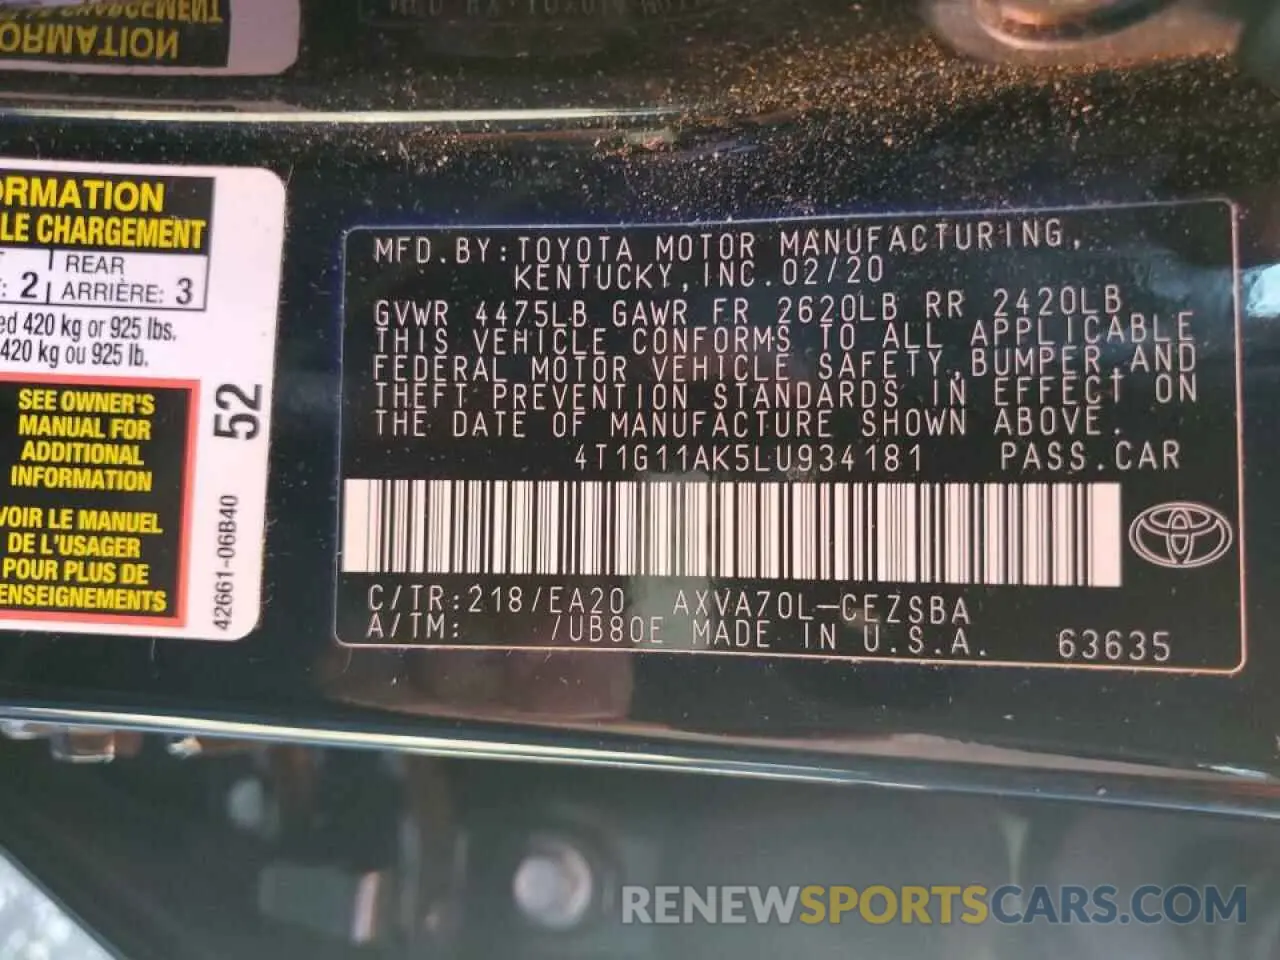 ORMATION
RMATION
LE CHARGEMENT
REAR
: 2 ARRIÈRE: 3
ed 420 kg or 925 lbs.
420 kg ou 925 lb.
SEE OWNER'S
MANUAL FOR
ADDITIONAL
INFORMATION
VOIR LE MANUEL
DE L'USAGER
POUR PLUS DE
ENSEIGNEMENTS
52
42661-06B40
MFD.BY:TOYOTA MOTOR MANUFACTURING,
KENTUCKY,INC.02/20
GVWR 4475LB GAWR FR 2620LB RR 2420LB
THIS VEHICLE CONFORMS TO ALL APPLICABLE
FEDERAL MOTOR VEHICLE SAFETY,BUMPER,AND
THEFT PREVENTION STANDARDS IN EFFECT ON
THE DATE OF MANUFACTURE SHOWN ABOVE.
4T1G11AK5LU934181 PASS.CAR
C/TR:218/EA20 AXVA70L-CEZSBA
A/TM: /UB80E MADE IN U.S.A. 63635
RENEWSPORTSCARS.COM